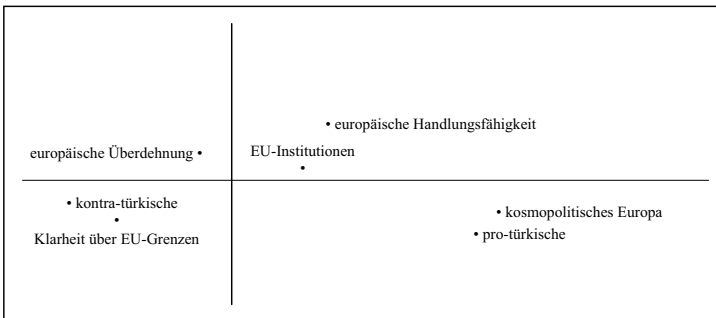 • europäische Handlungsfähigkeit
europäische Überdehnung •
EU-Institutionen
•
• kontra-türkische
•
Klarheit über EU-Grenzen
• kosmopolitisches Europa
• pro-türkische